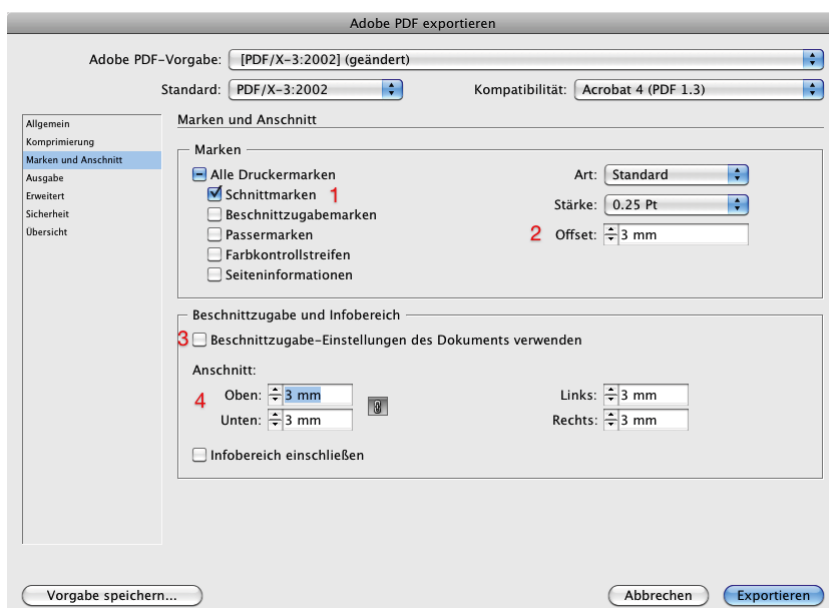 Adobe PDF exportieren
Adobe PDF-Vorgabe: [PDF/X-3:2002] (geändert)
Standard: PDF/X-3:2002 Kompatibilität: Acrobat 4 (PDF 1.3)
Allgemein
Komprimierung
Marken und Anschnitt
Ausgabe
Erweitert
Sicherheit
Übersicht
Marken und Anschnitt
Marken
Alle Druckermarken
Schnittmarken 1
Beschnittzugabemarken
Passermarken
Farbkontrollstreifen
Seiteninformationen
Art: Standard
Stärke: 0.25 Pt
2 Offset: 3 mm
Beschnittzugabe und Infobereich
3 Beschnittzugabe-Einstellungen des Dokuments verwenden
Anschnitt:
4
Oben: 3 mm Links: 3 mm
Unten: 3 mm Rechts: 3 mm
Infobereich einschließen
Vorgabe speichern... Abbrechen Exportieren